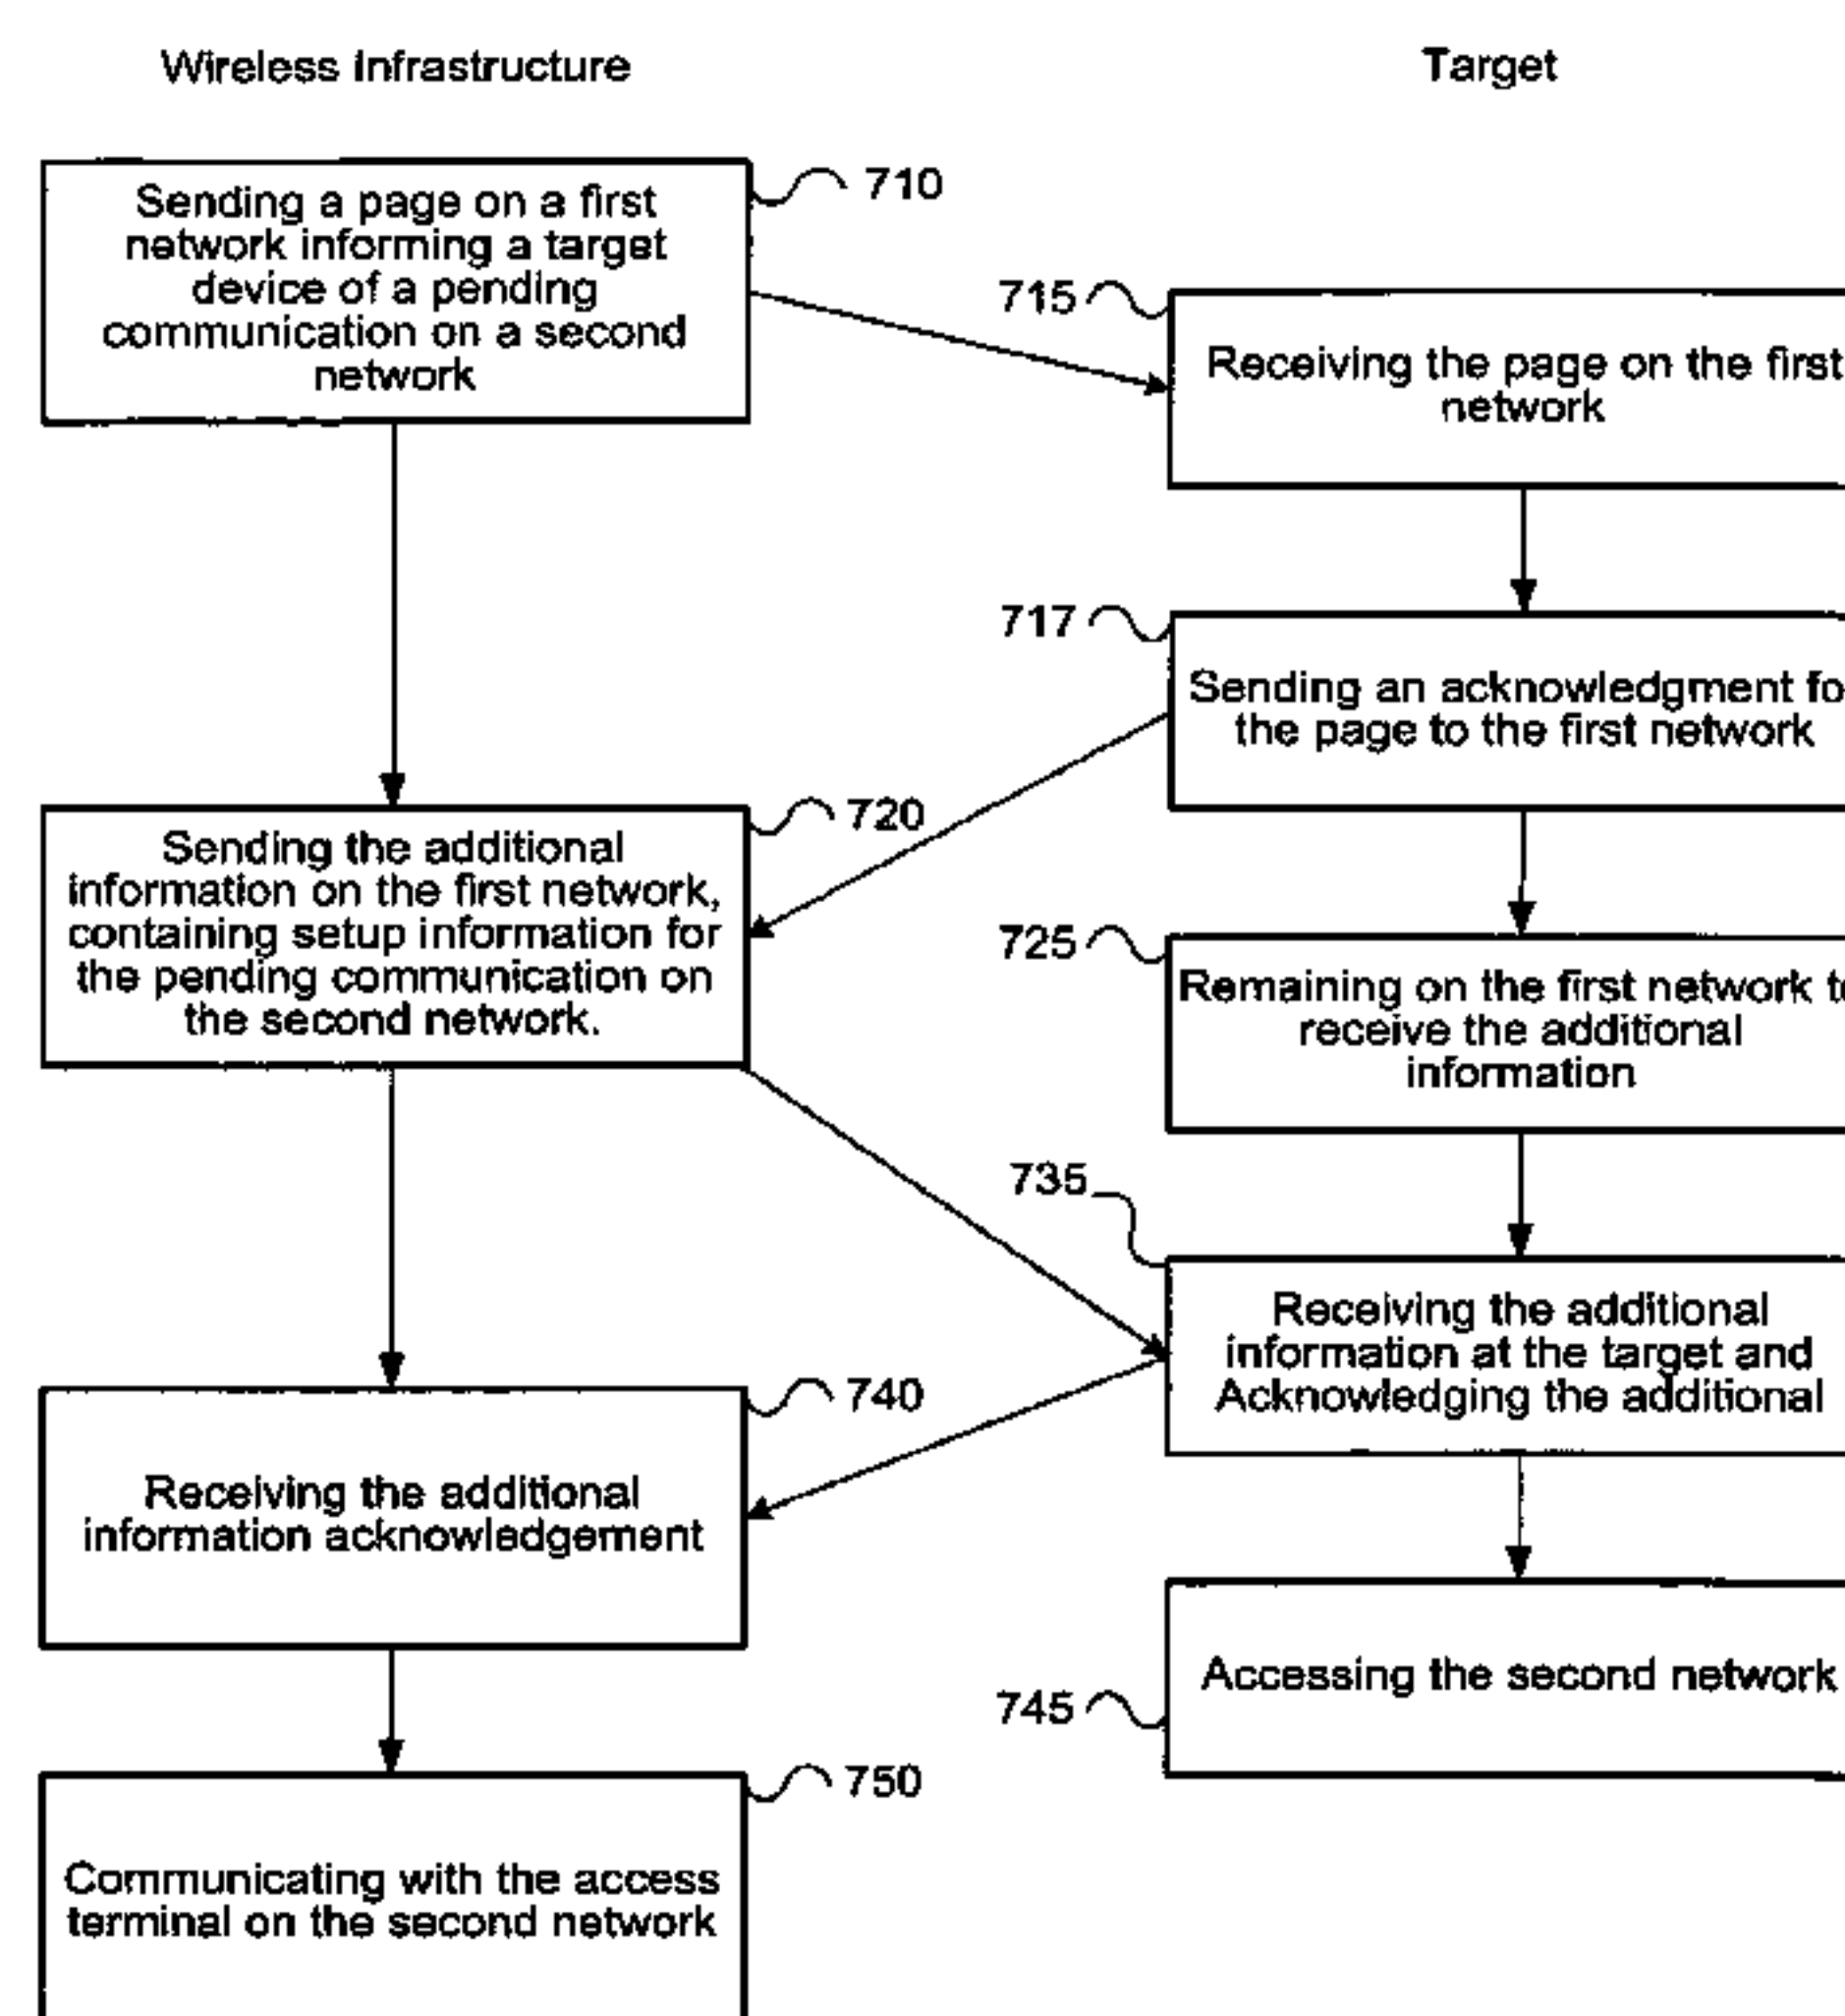 Wireless Infrastructure
Target
Sending a page on a first
network informing a target
device of a pending
communication on a second
network
710
715
Receiving the page on the first
network
717
Sending an acknowledgment fo
the page to the first network
720
Sending the additional
information on the first network,
containing setup information for
the pending communication on
the second network.
725
Remaining on the first network to
receive the additional
information
735
Receiving the additional
information at the target and
Acknowledging the additional
740
Receiving the additional
information acknowledgement
745
Accessing the second network
750
Communicating with the access
terminal on the second network